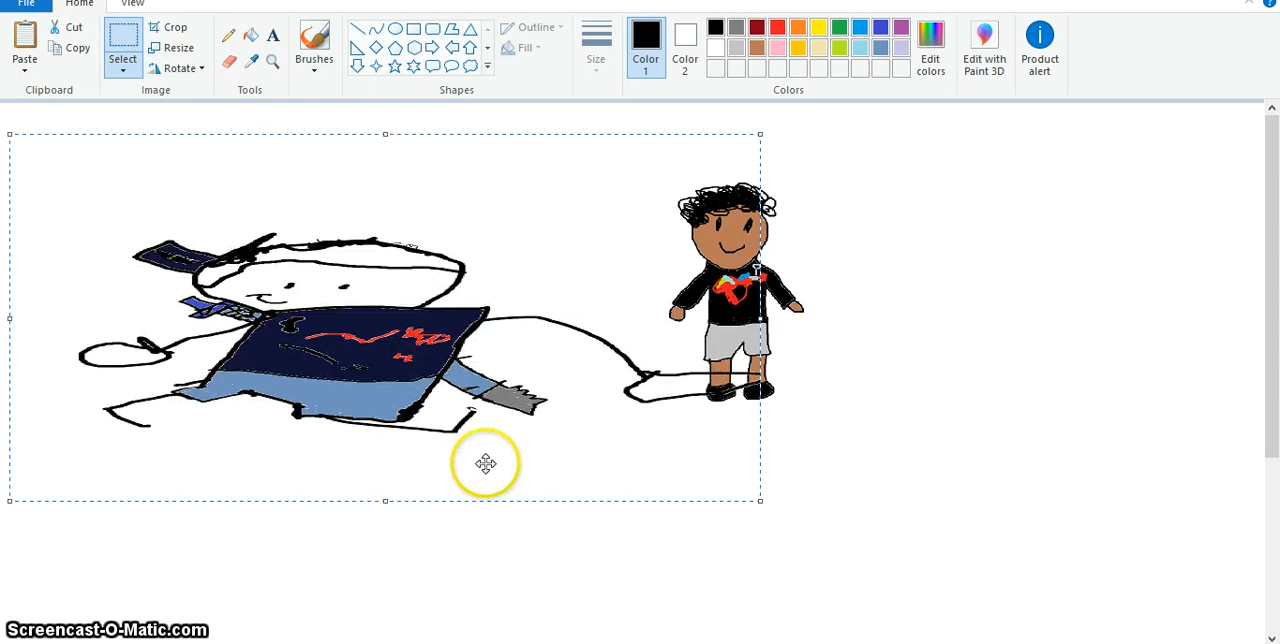 File Home View
Cut
Copy
Paste
Clipboard
Select
Crop
Resize
Rotate
Image
A
Tools
Brushes
Outline
Fill
Shapes
Size
Color 1
Color 2
Edit colors
Colors
Edit with Paint 3D
Product alert
Screencast-O-Matic.com